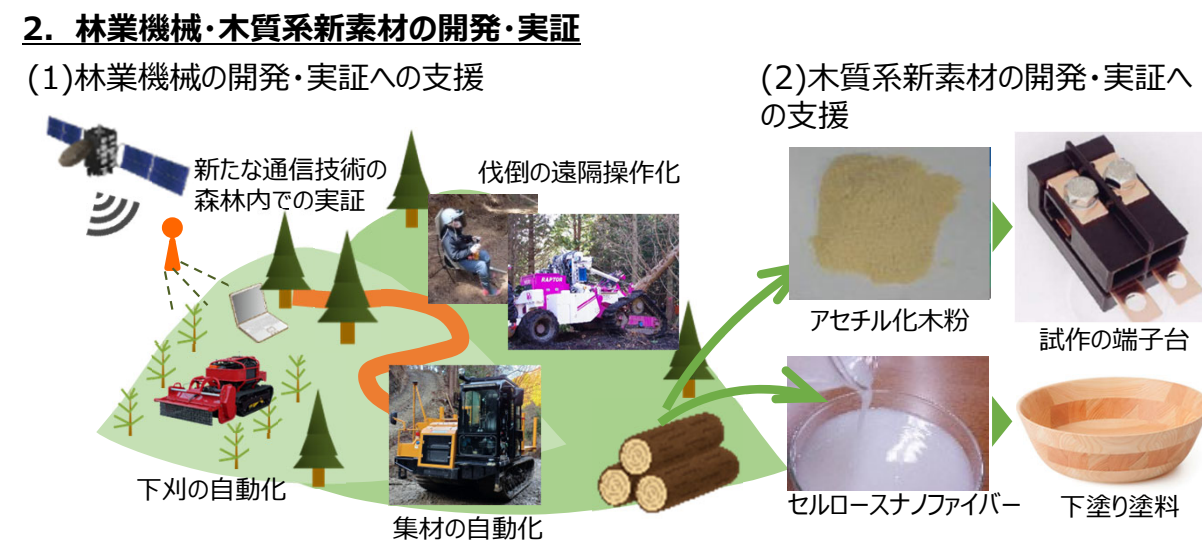 2．林業機械・木質系新素材の開発・実証
(1)林業機械の開発・実証への支援
(2)木質系新素材の開発・実証へ
の支援
新たな通信技術の
森林内での実証
伐倒の遠隔操作化
RAPTOR
下刈の自動化
集材の自動化
アセチル化木粉
試作の端子台
セルロースナノファイバー
下塗り塗料